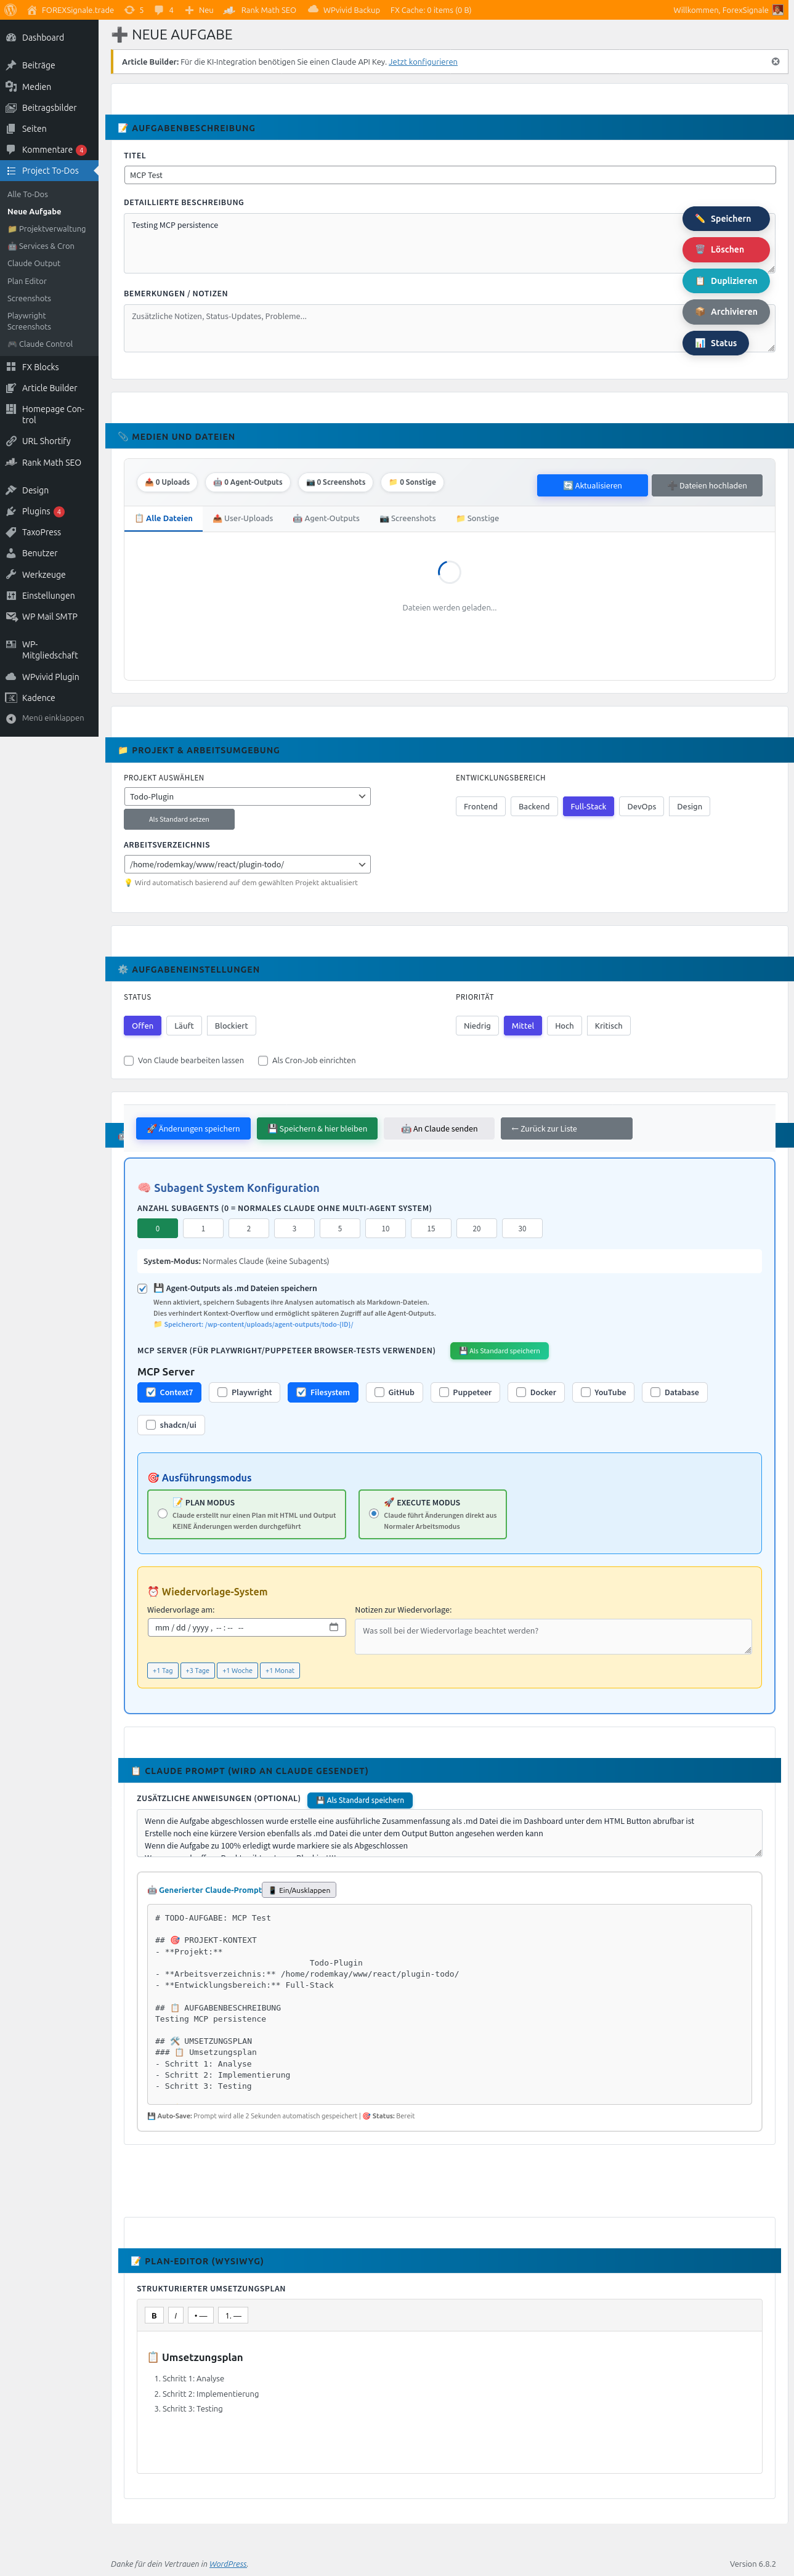 FOREXSignale.trade 5 4 Neu Rank Math SEO WPvivid Backup FX Cache: 0 items (0 B) Willkommen, ForexSignale
Dashboard
Beiträge
Medien
Beitragsbilder
Seiten
Kommentare 4
Project To-Dos
Alle To-Dos
Neue Aufgabe
📁 Projektverwaltung
🤖 Services & Cron
Claude Output
Plan Editor
Screenshots
Playwright
Screenshots
🎮 Claude Control
FX Blocks
Article Builder
Homepage Con-
trol
URL Shortify
Rank Math SEO
Design
Plugins 4
TaxoPress
Benutzer
Werkzeuge
Einstellungen
WP Mail SMTP
WP-
Mitgliedschaft
WPvivid Plugin
Kadence
Menü einklappen
➕ NEUE AUFGABE
Article Builder: Für die KI-Integration benötigen Sie einen Claude API Key. Jetzt konfigurieren
📝 AUFGABENBESCHREIBUNG
TITEL
MCP Test
DETAILLIERTE BESCHREIBUNG
Testing MCP persistence
✏️ Speichern
🗑️ Löschen
📋 Duplizieren
📦 Archivieren
📊 Status
BEMERKUNGEN / NOTIZEN
Zusätzliche Notizen, Status-Updates, Probleme...
📎 MEDIEN UND DATEIEN
📤 0 Uploads 🤖 0 Agent-Outputs 📷 0 Screenshots 📁 0 Sonstige 🔄 Aktualisieren ➕ Dateien hochladen
📋 Alle Dateien 📤 User-Uploads 🤖 Agent-Outputs 📷 Screenshots 📁 Sonstige
Dateien werden geladen...
📁 PROJEKT & ARBEITSUMGEBUNG
PROJEKT AUSWÄHLEN ENTWICKLUNGSBEREICH
Todo-Plugin Frontend Backend Full-Stack DevOps Design
Als Standard setzen
ARBEITSVERZEICHNIS
/home/rodemkay/www/react/plugin-todo/
💡 Wird automatisch basierend auf dem gewählten Projekt aktualisiert
⚙️ AUFGABENEINSTELLUNGEN
STATUS PRIORITÄT
Offen Läuft Blockiert Niedrig Mittel Hoch Kritisch
Von Claude bearbeiten lassen Als Cron-Job einrichten
🚀 Änderungen speichern 💾 Speichern & hier bleiben 🤖 An Claude senden ← Zurück zur Liste
🧠 Subagent System Konfiguration
ANZAHL SUBAGENTS (0 = NORMALES CLAUDE OHNE MULTI-AGENT SYSTEM)
0 1 2 3 5 10 15 20 30
System-Modus: Normales Claude (keine Subagents)
💾 Agent-Outputs als .md Dateien speichern
Wenn aktiviert, speichern Subagents ihre Analysen automatisch als Markdown-Dateien.
Dies verhindert Kontext-Overflow und ermöglicht späteren Zugriff auf alle Agent-Outputs.
📁 Speicherort: /wp-content/uploads/agent-outputs/todo-{ID}/
MCP SERVER (FÜR PLAYWRIGHT/PUPPETEER BROWSER-TESTS VERWENDEN) 💾 Als Standard speichern
MCP Server
Context7 Playwright Filesystem GitHub Puppeteer Docker YouTube Database
shadcn/ui
🎯 Ausführungsmodus
📝 PLAN MODUS
Claude erstellt nur einen Plan mit HTML und Output
KEINE Änderungen werden durchgeführt
🚀 EXECUTE MODUS
Claude führt Änderungen direkt aus
Normaler Arbeitsmodus
⏰ Wiedervorlage-System
Wiedervorlage am: Notizen zur Wiedervorlage:
mm / dd / yyyy , -- : -- -- Was soll bei der Wiedervorlage beachtet werden?
+1 Tag +3 Tage +1 Woche +1 Monat
📋 CLAUDE PROMPT (WIRD AN CLAUDE GESENDET)
ZUSÄTZLICHE ANWEISUNGEN (OPTIONAL) 💾 Als Standard speichern
Wenn die Aufgabe abgeschlossen wurde erstelle eine ausführliche Zusammenfassung als .md Datei die im Dashboard unter dem HTML Button abrufbar ist
Erstelle noch eine kürzere Version ebenfalls als .md Datei die unter dem Output Button angesehen werden kann
Wenn die Aufgabe zu 100% erledigt wurde markiere sie als Abgeschlossen
🤖 Generierter Claude-Prompt 📱 Ein/Ausklappen
# TODO-AUFGABE: MCP Test
## 🎯 PROJEKT-KONTEXT
- **Projekt:**
Todo-Plugin
- **Arbeitsverzeichnis:** /home/rodemkay/www/react/plugin-todo/
- **Entwicklungsbereich:** Full-Stack
## 📋 AUFGABENBESCHREIBUNG
Testing MCP persistence
## 🛠️ UMSETZUNGSPLAN
### 📋 Umsetzungsplan
- Schritt 1: Analyse
- Schritt 2: Implementierung
- Schritt 3: Testing
💾 Auto-Save: Prompt wird alle 2 Sekunden automatisch gespeichert | 🎯 Status: Bereit
📝 PLAN-EDITOR (WYSIWYG)
STRUKTURIERTER UMSETZUNGSPLAN
B I • — 1. —
📋 Umsetzungsplan
1. Schritt 1: Analyse
2. Schritt 2: Implementierung
3. Schritt 3: Testing
Danke für dein Vertrauen in WordPress. Version 6.8.2